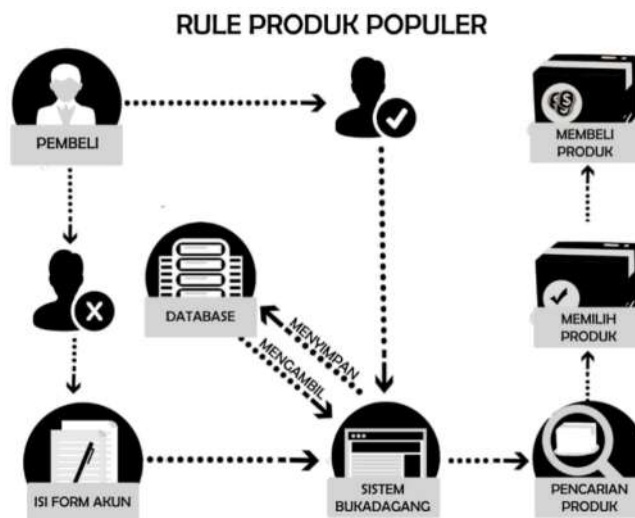 RULE PRODUK POPULER
PEMBELI
MEMBELI
PRODUK
DATABASE
MENYIMPAN
MENGAMBIL
MEMILIH
PRODUK
ISI FORM AKUN
SISTEM
BUKADAGANG
PENCARIAN
PRODUK